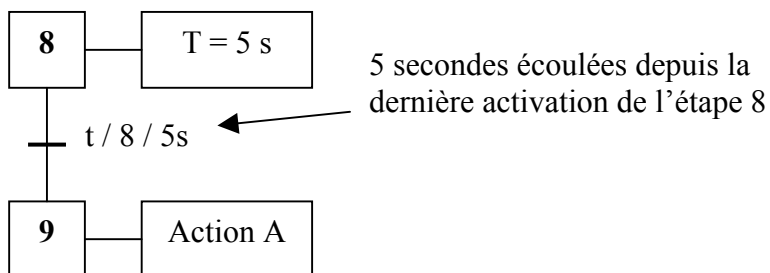 8
T = 5 s
5 secondes écoulées depuis la
dernière activation de l’étape 8
t / 8 / 5s
9
Action A